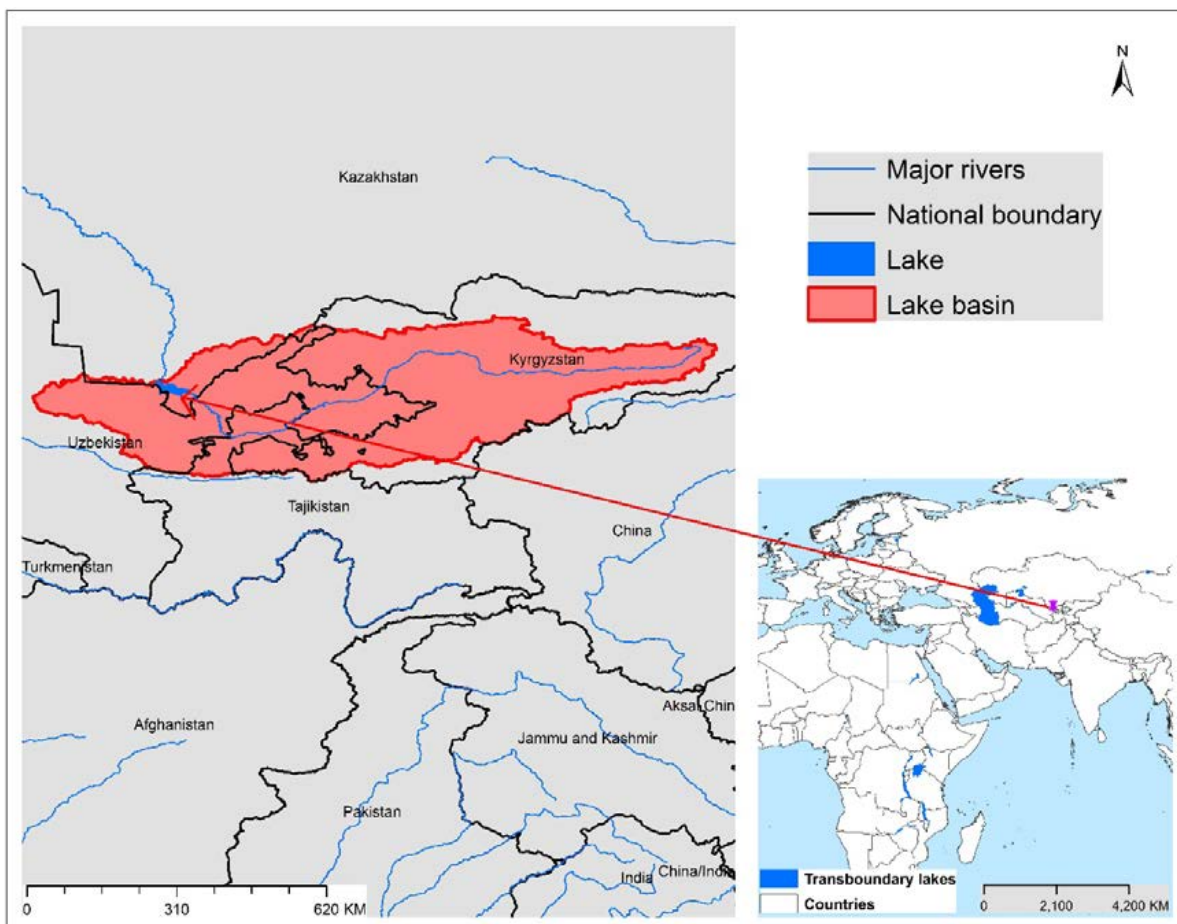 N
Major rivers
National boundary
Lake
Lake basin
Kazakhstan
Kyrgyzstan
Uzbekistan
Tajikistan
China
Turkmenistan
Aksai Chin
Afghanistan
Jammu and Kashmir
Pakistan
India
China/India
0 310 620 KM
Transboundary lakes
Countries
0 2,100 4,200 KM